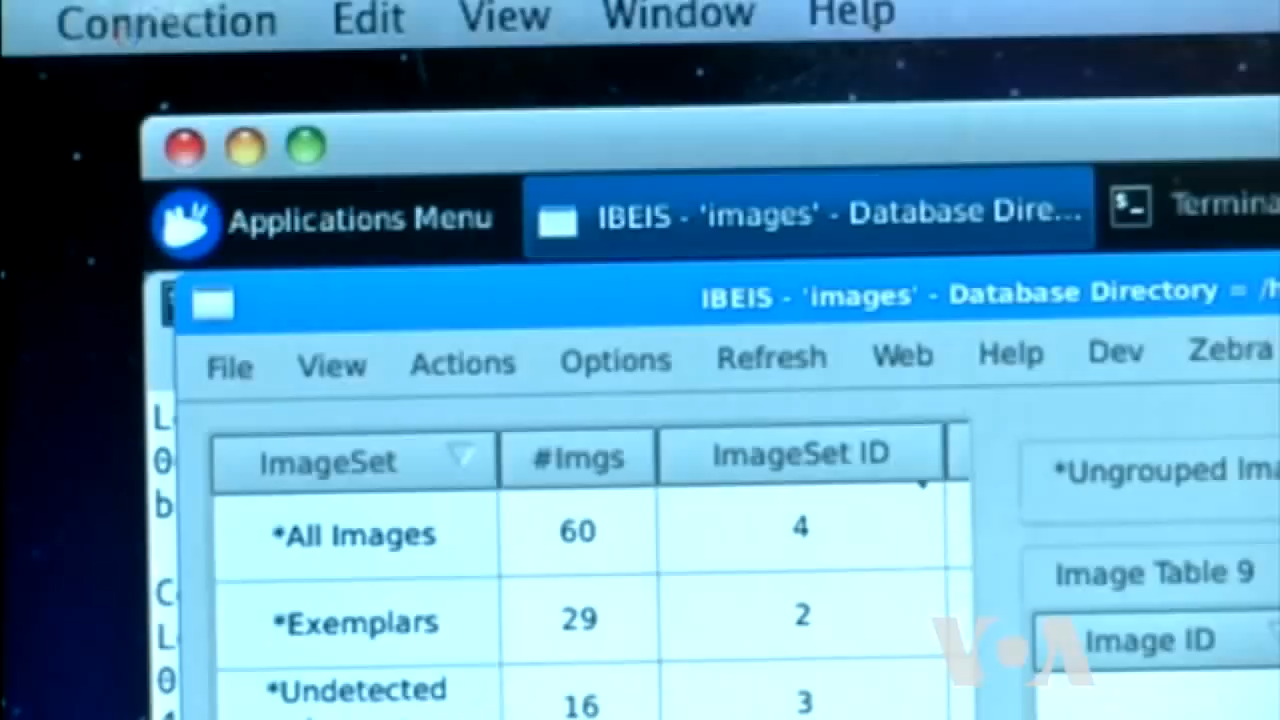 Connection Edit View Window Help
Applications Menu IBEIS - 'images' - Database Dire... Termina
IBEIS - 'images' - Database Directory = /h
File View Actions Options Refresh Web Help Dev Zebra
ImageSet #Imgs ImageSet ID
*Ungrouped Ima
*All Images 60 4
Image Table 9
*Exemplars 29 2
Image ID
*Undetected 16 3
VOA